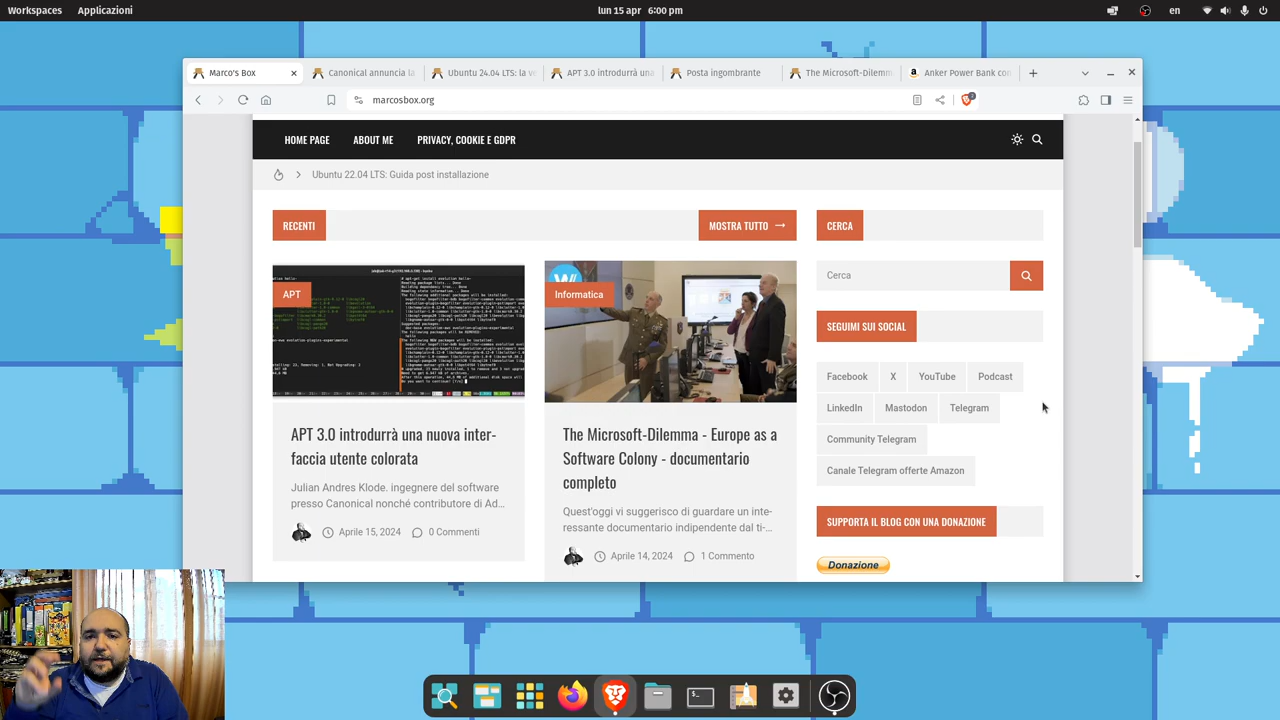 Workspaces Applicazioni lun 15 apr 6:00 pm en
Marco's Box Canonical annuncia la Ubuntu 24.04 LTS: la ve APT 3.0 introdurrà una Posta ingombrante The Microsoft-Dilemm Anker Power Bank con
marcosbox.org
HOME PAGE ABOUT ME PRIVACY, COOKIE E GDPR
Ubuntu 22.04 LTS: Guida post installazione
RECENTI MOSTRA TUTTO → CERCA
Cerca
APT
Informatica
SEGUIMI SUI SOCIAL
Facebook X YouTube Podcast
LinkedIn Mastodon Telegram
Community Telegram
Canale Telegram offerte Amazon
APT 3.0 introdurrà una nuova inter-
faccia utente colorata
Julian Andres Klode. ingegnere del software
presso Canonical nonché contributore di Ad...
Aprile 15, 2024 0 Commenti
The Microsoft-Dilemma - Europe as a
Software Colony - documentario
completo
Quest'oggi vi suggerisco di guardare un inte-
ressante documentario indipendente dal ti-...
Aprile 14, 2024 1 Commento
SUPPORTA IL BLOG CON UNA DONAZIONE
Donazione